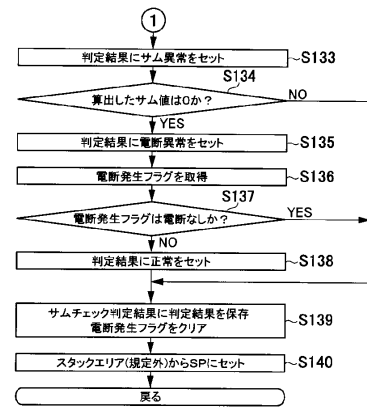 1
判定結果にサム異常をセット
S133
S134
算出したサム値は0か?
NO
YES
判定結果に電断異常をセット
S135
電断発生フラグを取得
S136
S137
電断発生フラグは電断なしか?
YES
NO
判定結果に正常をセット
S138
サムチェック判定結果に判定結果を保存
電断発生フラグをクリア
S139
スタックエリア(規定外)からSPにセット
S140
戻る